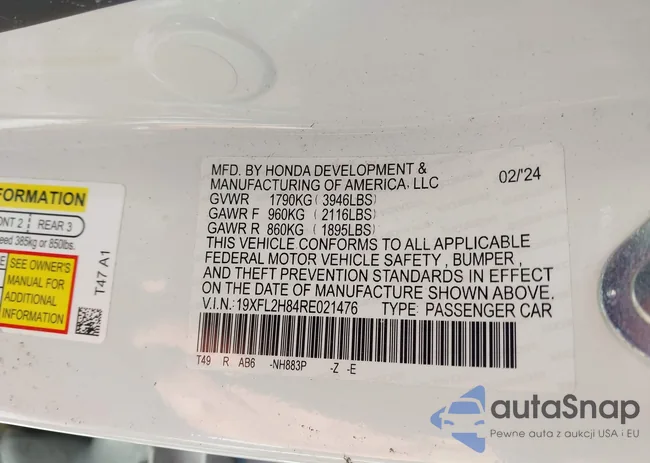 MFD. BY HONDA DEVELOPMENT & 02/'24
MANUFACTURING OF AMERICA, LLC
GVWR 1790KG (3946LBS)
GAWR F 960KG (2116LBS)
GAWR R 860KG (1895LBS)
THIS VEHICLE CONFORMS TO ALL APPLICABLE
FEDERAL MOTOR VEHICLE SAFETY , BUMPER ,
AND THEFT PREVENTION STANDARDS IN EFFECT
ON THE DATE OF MANUFACTURE SHOWN ABOVE.
V.I.N.:19XFL2H84RE021476 TYPE: PASSENGER CAR
T49 R AB6 -NH883P -Z -E
FORMATION
ONT 2 REAR 3
eed 385kg or 850lbs.
SEE OWNER'S
MANUAL FOR
ADDITIONAL
INFORMATION
T47 A1
autoSnap
Pewne auta z aukcji USA i EU